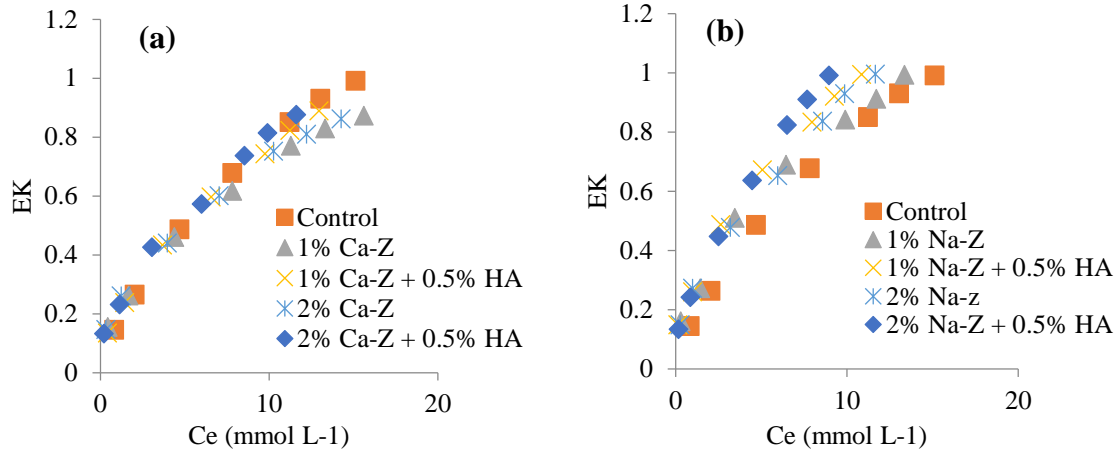 (a)
1.2
1
0.8
0.6
0.4
0.2
0
0
10
20
EK
Ce (mmol L-1)
Control
1% Ca-Z
1% Ca-Z + 0.5% HA
2% Ca-Z
2% Ca-Z + 0.5% HA
(b)
1.2
1
0.8
0.6
0.4
0.2
0
0
10
20
EK
Ce (mmol L-1)
Control
1% Na-Z
1% Na-Z + 0.5% HA
2% Na-z
2% Na-Z + 0.5% HA